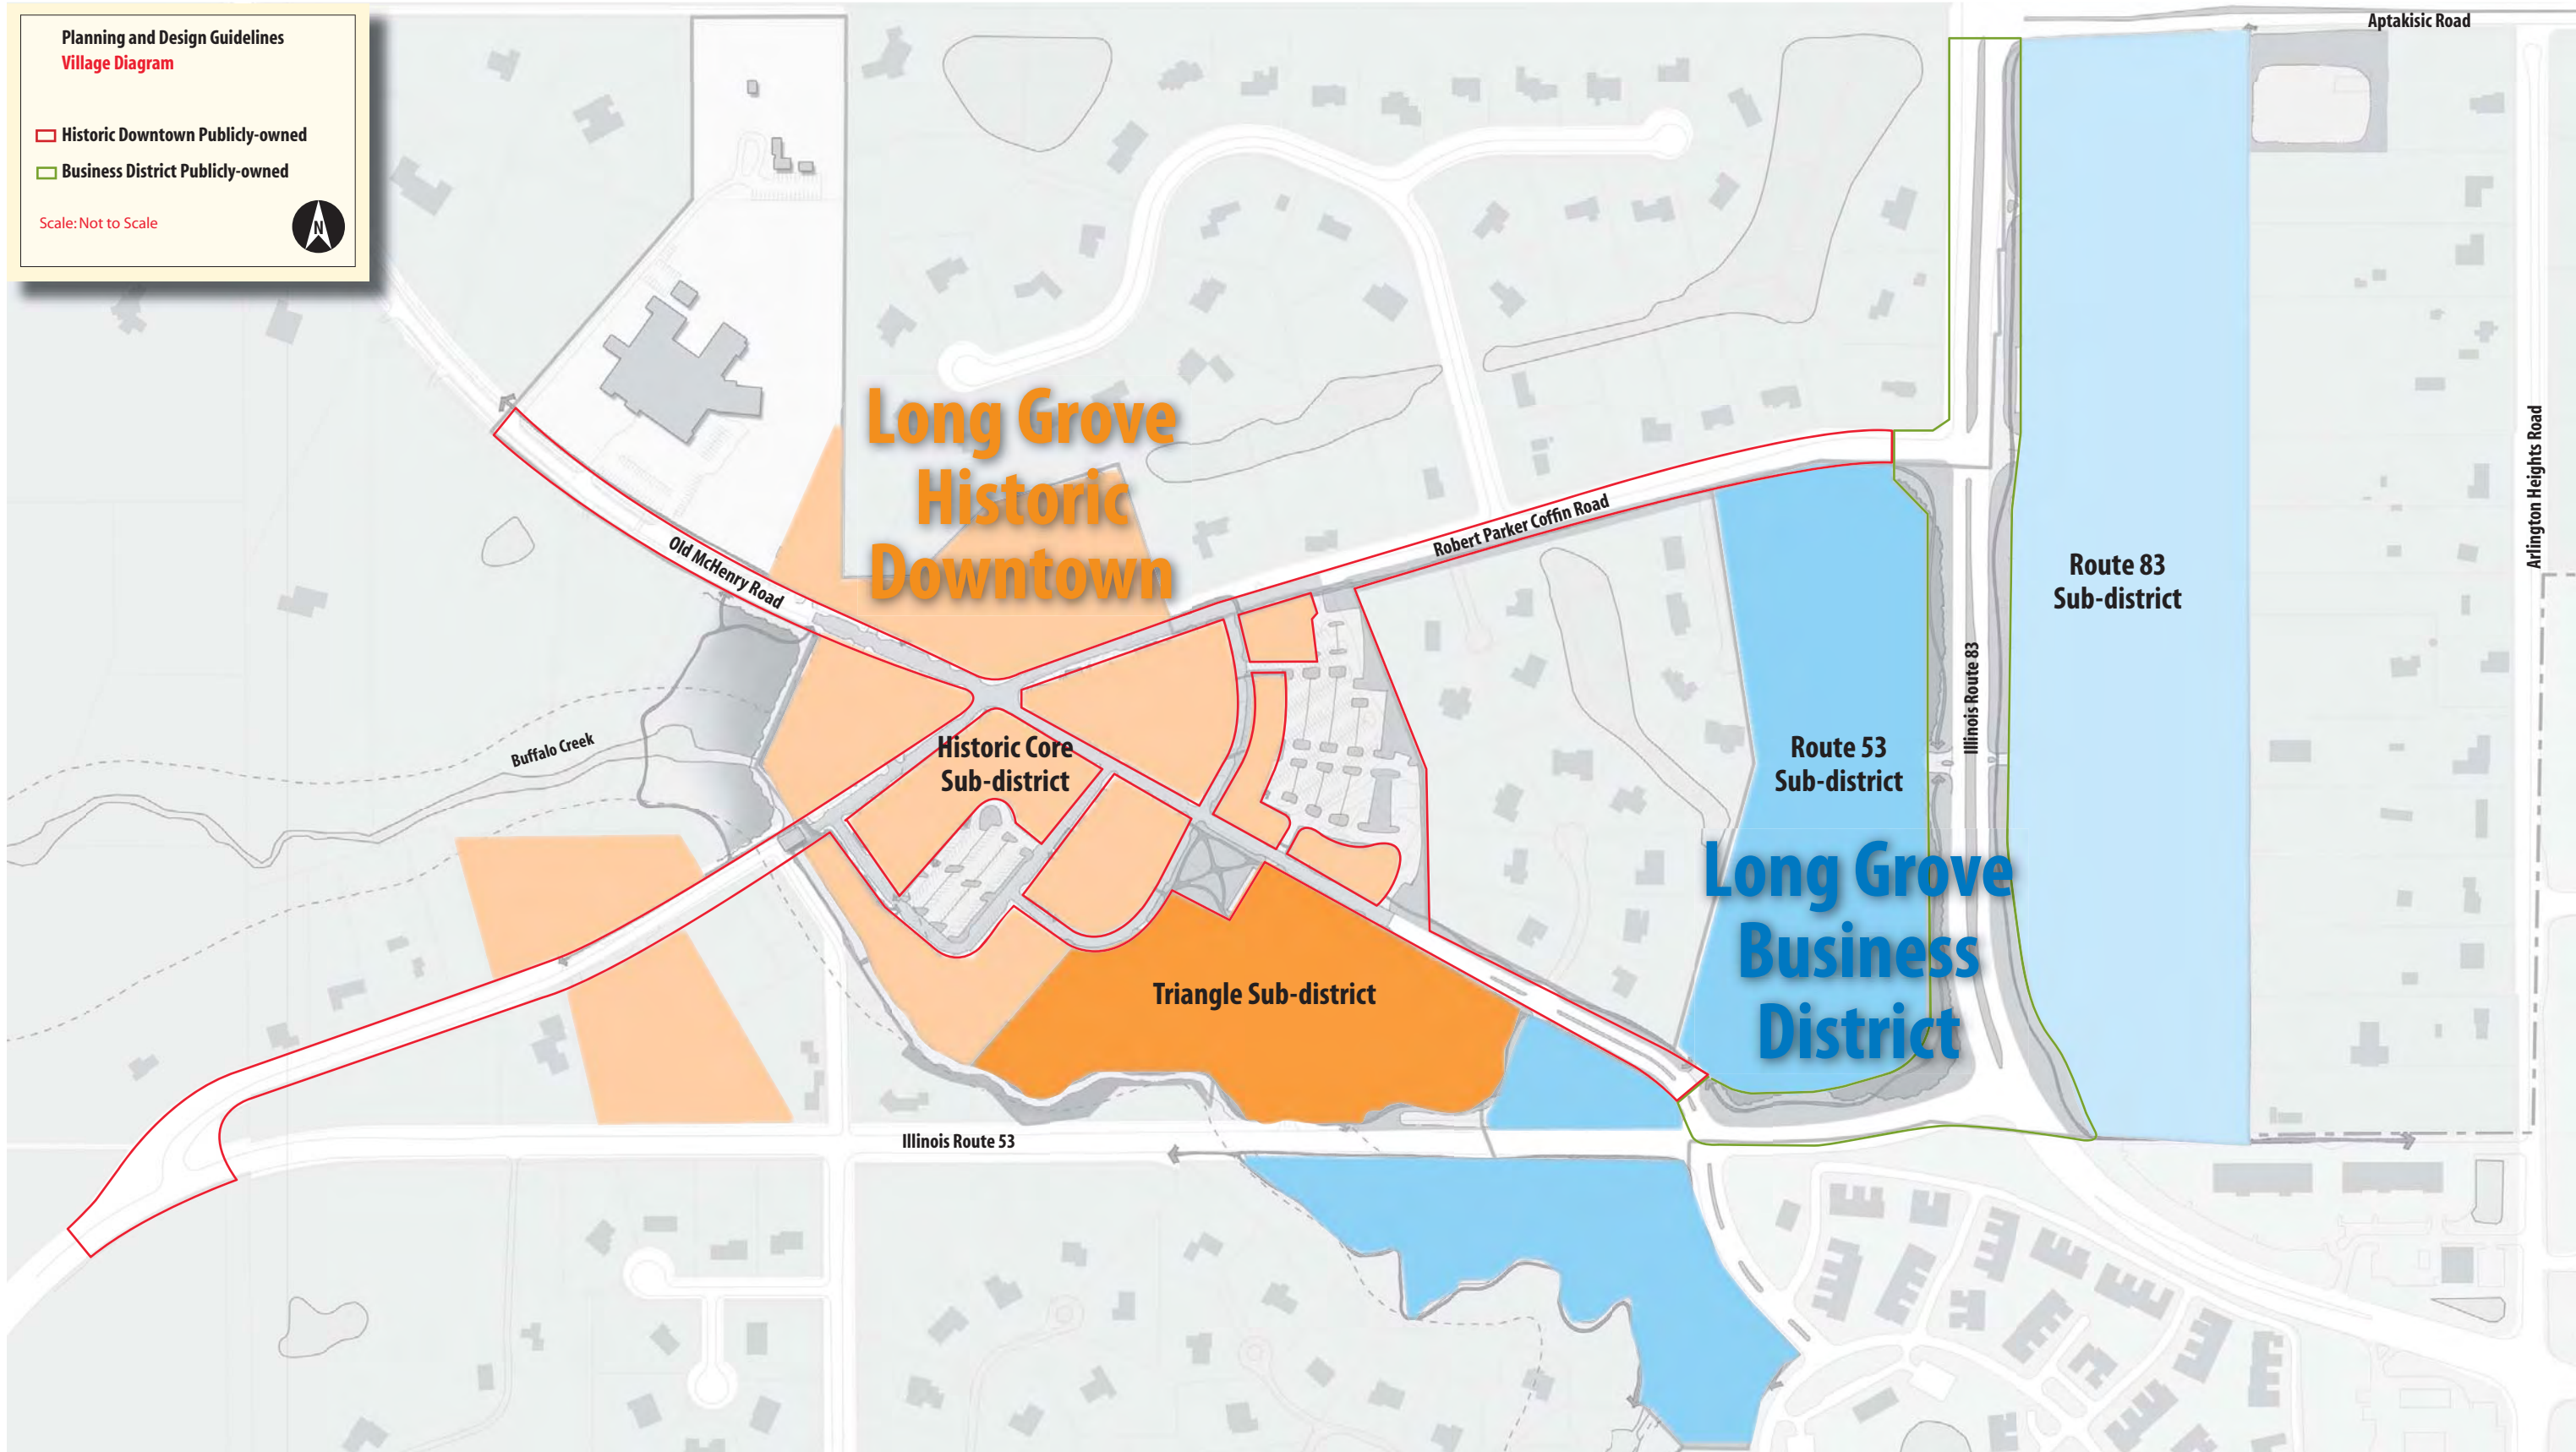 Planning and Design Guidelines
Village Diagram
Historic Downtown Publicly-owned
Business District Publicly-owned
Scale: Not to Scale
N
Aptakisic Road
Long Grove
Historic
Downtown
Old McHenry Road
Robert Parker Coffin Road
Arlington Heights Road
Route 83
Sub-district
Illinois Route 83
Buffalo Creek
Historic Core
Sub-district
Route 53
Sub-district
Long Grove
Business
District
Triangle Sub-district
Illinois Route 53